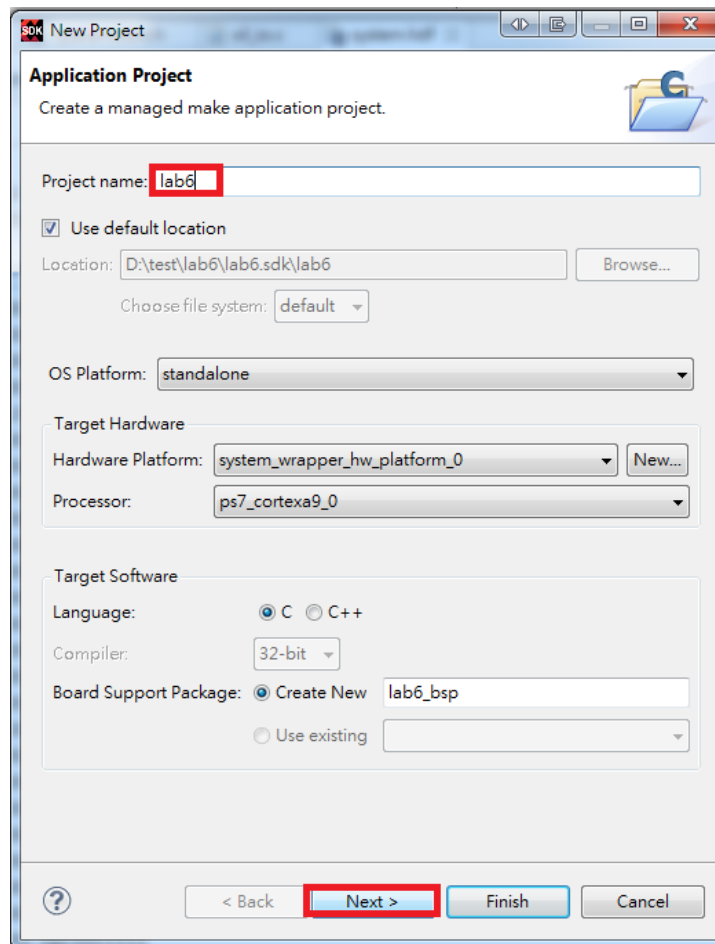 SDK New Project
Application Project
Create a managed make application project.
C
Project name: lab6
Use default location
Location: D:\test\lab6\lab6.sdk\lab6 Browse...
Choose file system: default
OS Platform: standalone
Target Hardware
Hardware Platform: system_wrapper_hw_platform_0 New...
Processor: ps7_cortexa9_0
Target Software
Language: C C++
Compiler: 32-bit
Board Support Package: Create New lab6_bsp
Use existing
? < Back Next > Finish Cancel